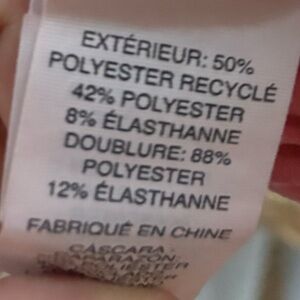 EXTÉRIEUR: 50%
POLYESTER RECYCLÉ
42% POLYESTER
8% ÉLASTHANNE
DOUBLURE: 88%
POLYESTER
12% ÉLASTHANNE
FABRIQUÉ EN CHINE
CÁSCARA -